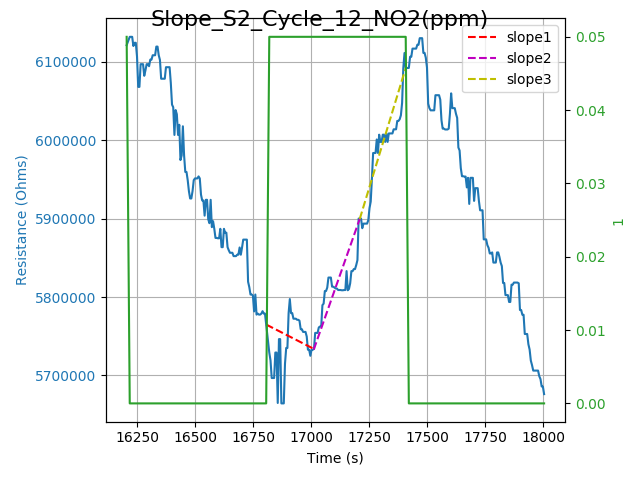 Slope_S2_Cycle_12_NO2(ppm)
slope1
slope2
slope3
Resistance (Ohms)
6100000
6000000
5900000
5800000
5700000
0.05
0.04
0.03
0.02
0.01
0.00
1
16250 16500 16750 17000 17250 17500 17750 18000
Time (s)